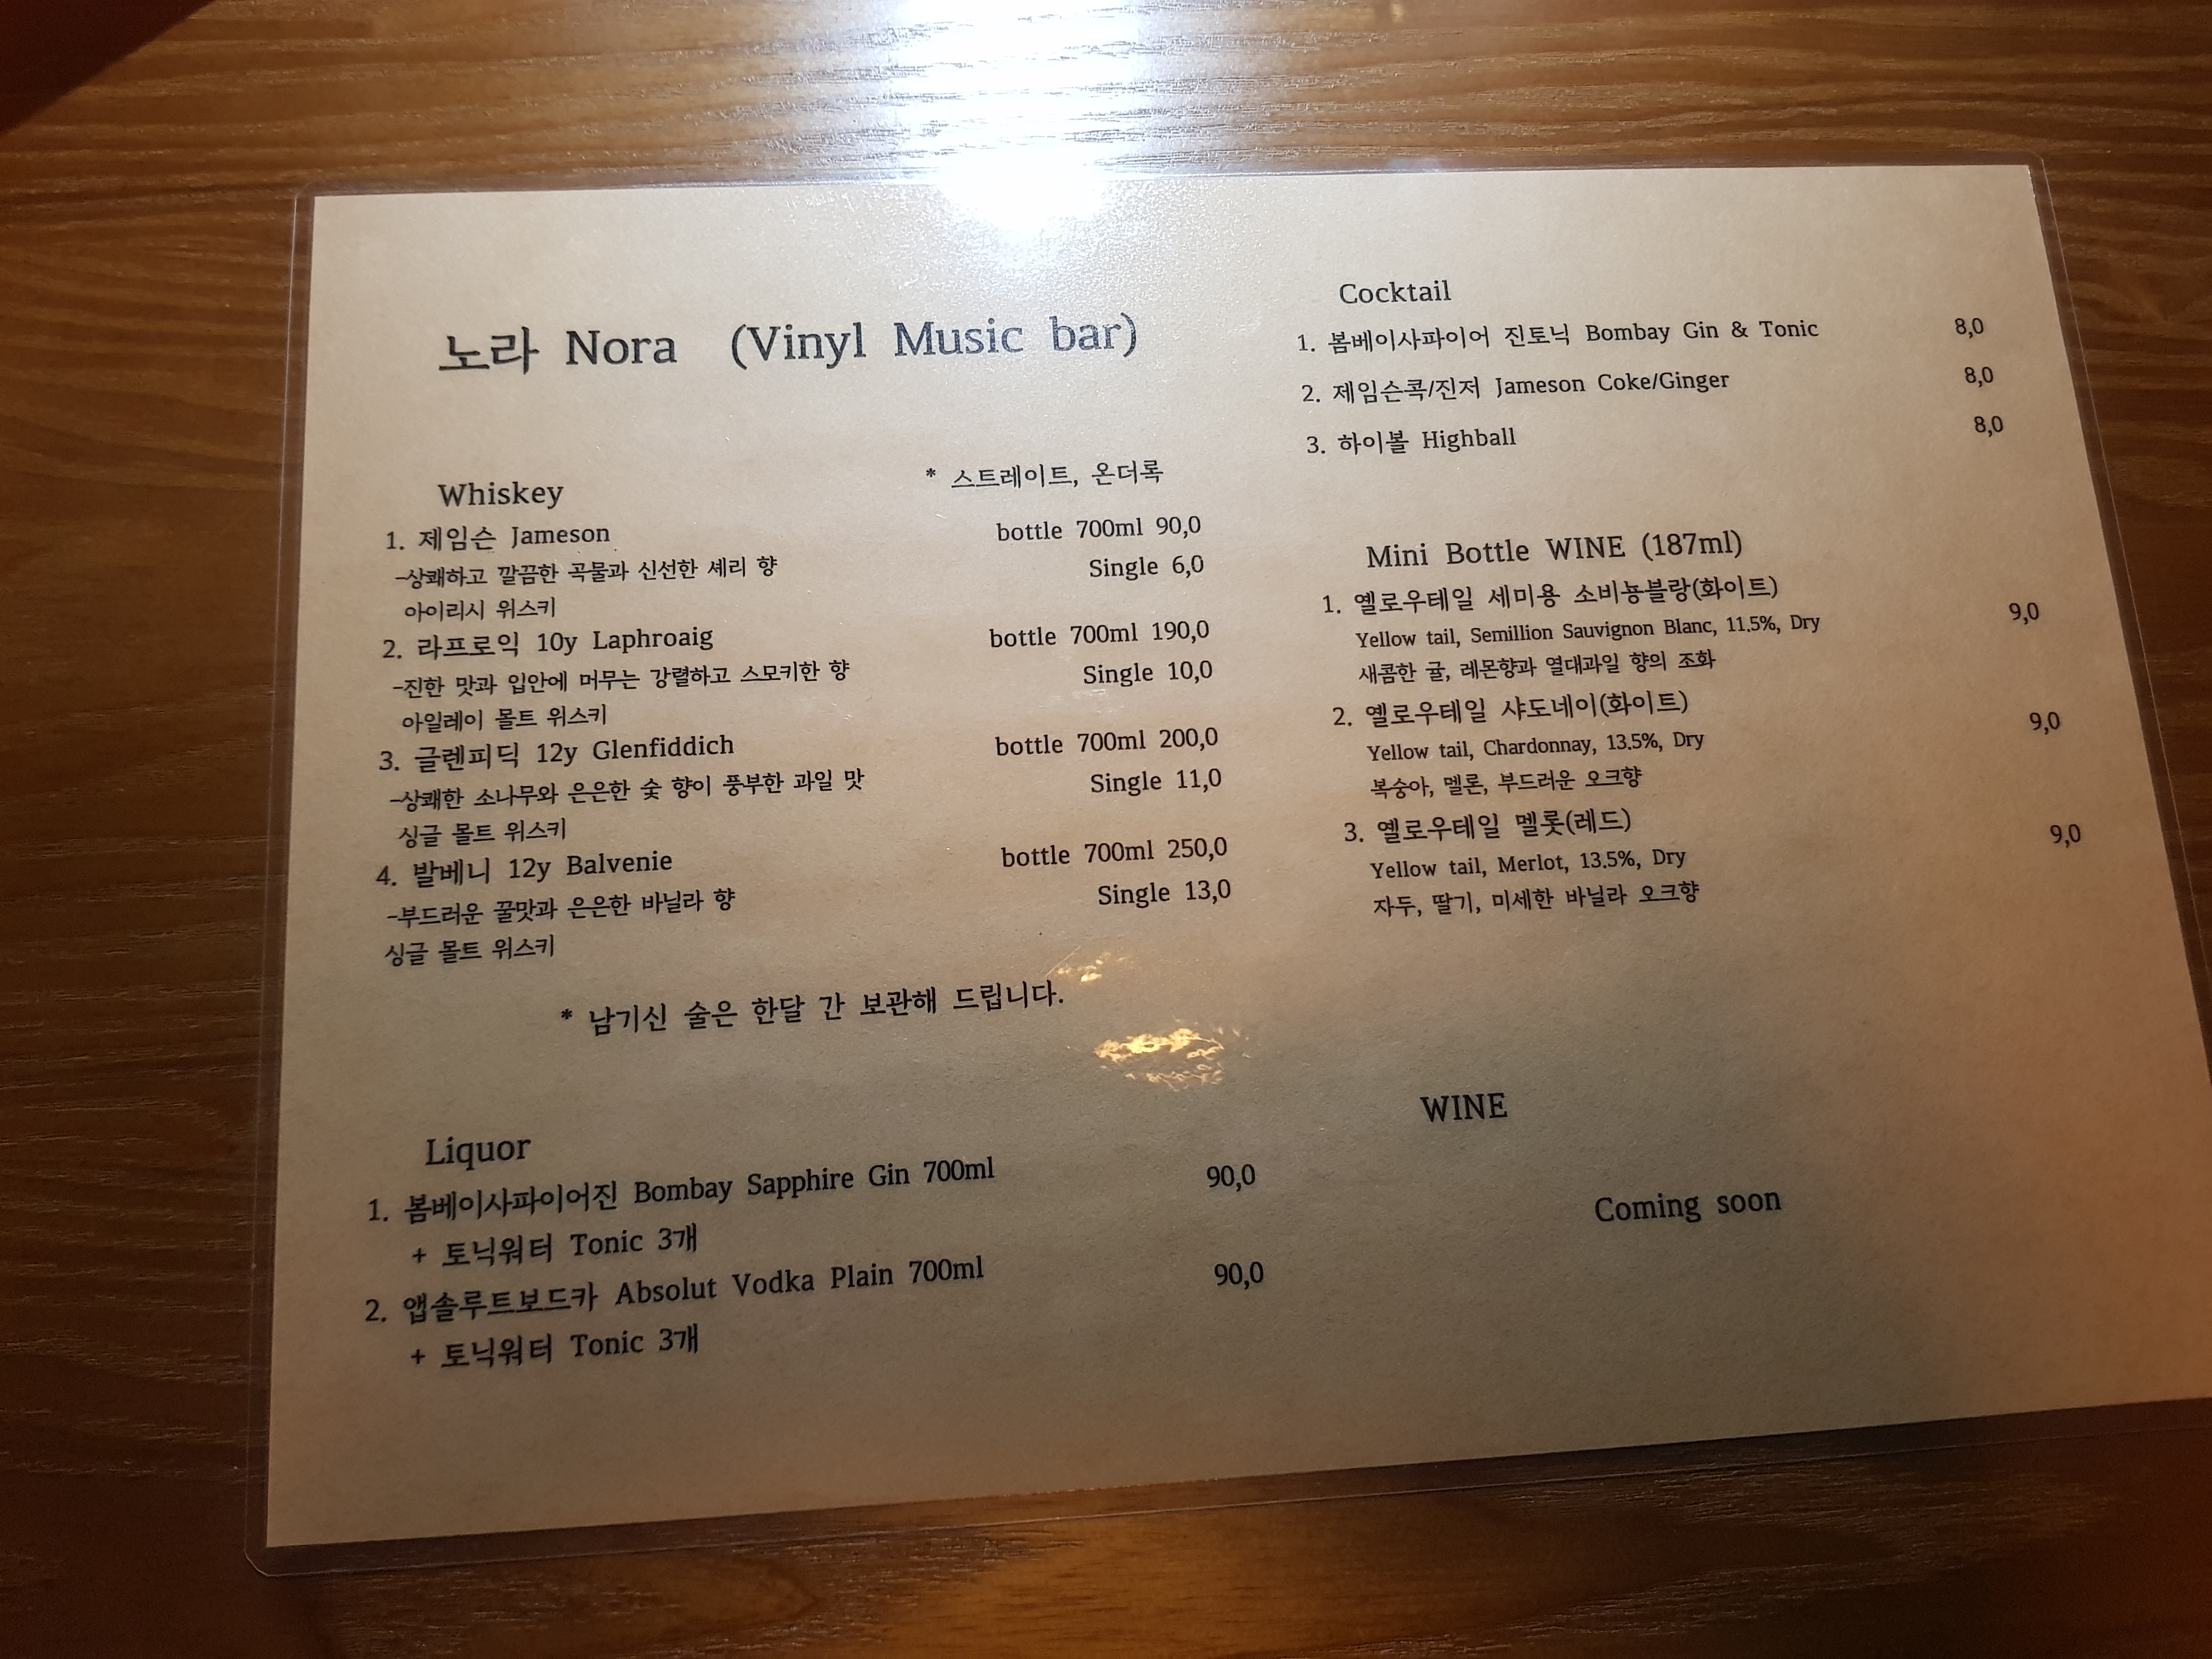 노라 Nora (Vinyl Music bar)
Whiskey * 스트레이트, 온더록
1. 제임슨 Jameson bottle 700ml 90,0
-상쾌하고 깔끔한 곡물과 신선한 셰리 향 Single 6,0
아이리시 위스키
2. 라프로익 10y Laphroaig bottle 700ml 190,0
-진한 맛과 입안에 머무는 강렬하고 스모키한 향 Single 10,0
아일레이 몰트 위스키
3. 글렌피딕 12y Glenfiddich bottle 700ml 200,0
-상쾌한 소나무와 은은한 숯 향이 풍부한 과일 맛 Single 11,0
싱글 몰트 위스키
4. 발베니 12y Balvenie bottle 700ml 250,0
-부드러운 꿀맛과 은은한 바닐라 향 Single 13,0
싱글 몰트 위스키
* 남기신 술은 한달 간 보관해 드립니다.
Liquor
1. 봄베이사파이어진 Bombay Sapphire Gin 700ml 90,0
+ 토닉워터 Tonic 3개
2. 앱솔루트보드카 Absolut Vodka Plain 700ml 90,0
+ 토닉워터 Tonic 3개
Cocktail
1. 봄베이사파이어 진토닉 Bombay Gin & Tonic 8,0
2. 제임슨콕/진저 Jameson Coke/Ginger 8,0
3. 하이볼 Highball 8,0
Mini Bottle WINE (187ml)
1. 옐로우테일 세미용 소비뇽블랑(화이트)
Yellow tail, Semillion Sauvignon Blanc, 11.5%, Dry 9,0
새콤한 귤, 레몬향과 열대과일 향의 조화
2. 옐로우테일 샤도네이(화이트)
Yellow tail, Chardonnay, 13.5%, Dry 9,0
복숭아, 멜론, 부드러운 오크향
3. 옐로우테일 멜롯(레드)
Yellow tail, Merlot, 13.5%, Dry 9,0
자두, 딸기, 미세한 바닐라 오크향
WINE
Coming soon